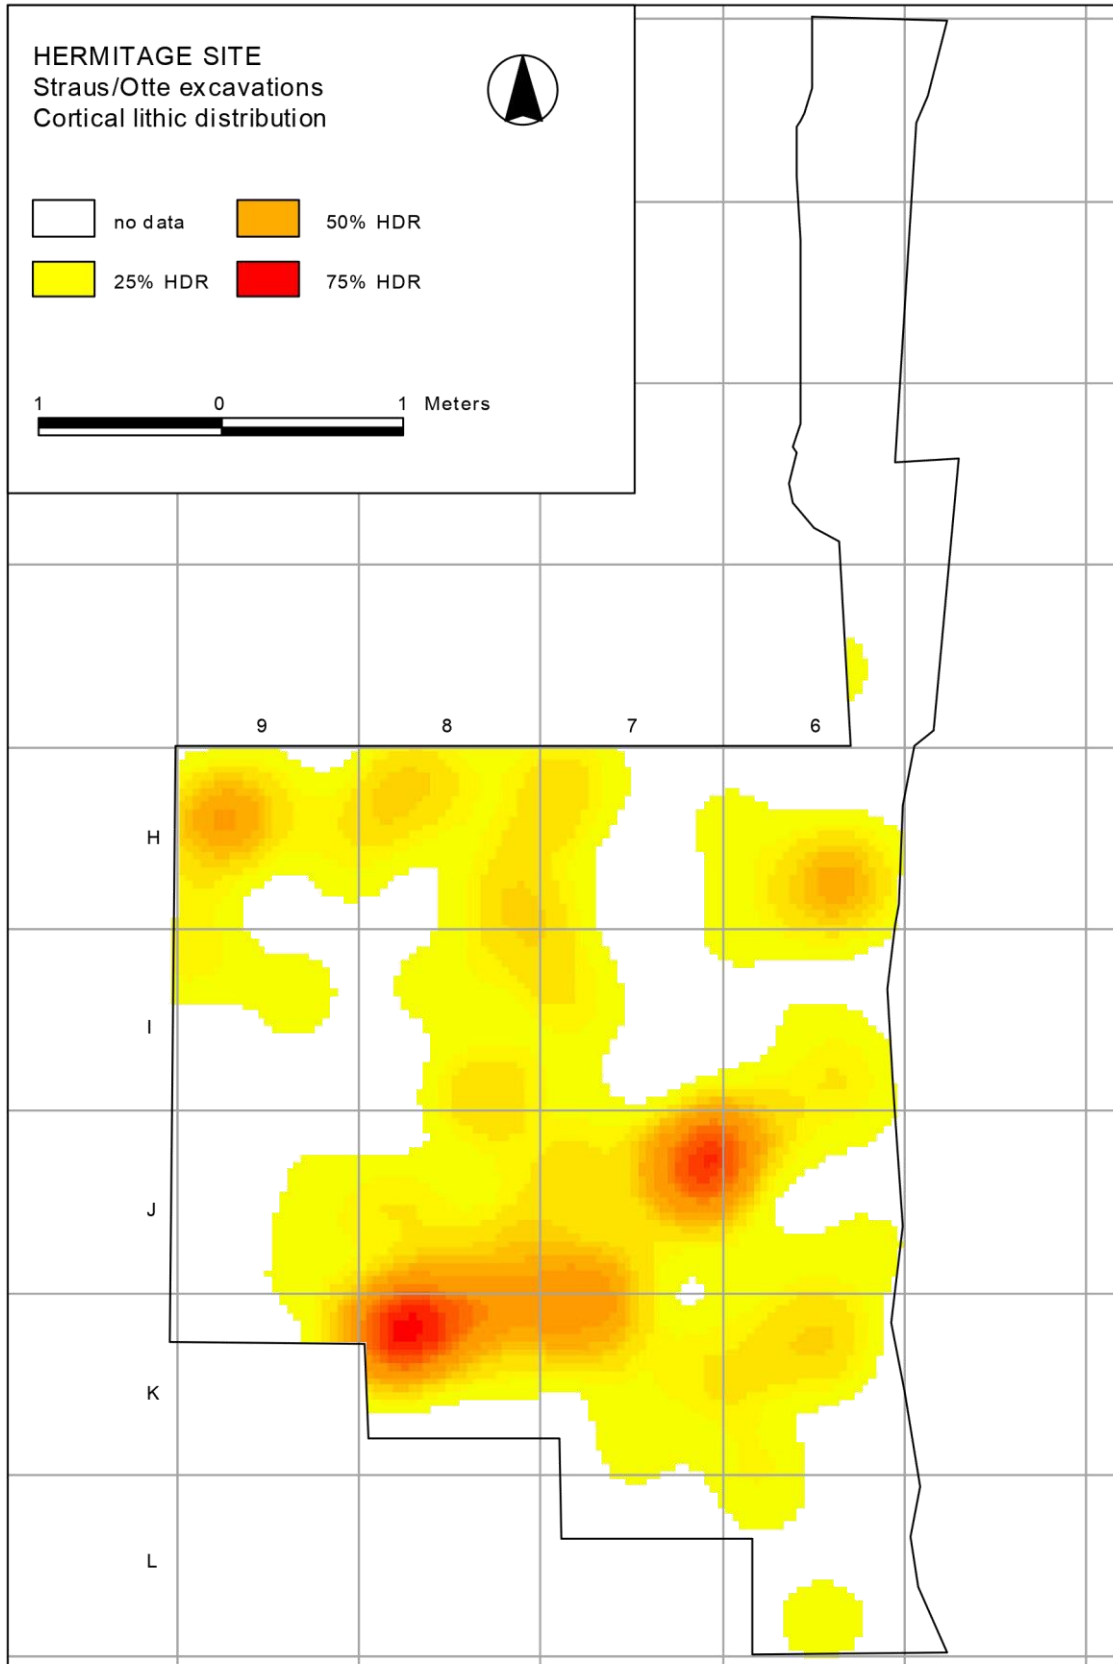 HERMITAGE SITE
Straus/Otte excavations
Cortical lithic distribution
no data
50% HDR
25% HDR
75% HDR
1 0 1 Meters
9 8 7 6
H
I
J
K
L